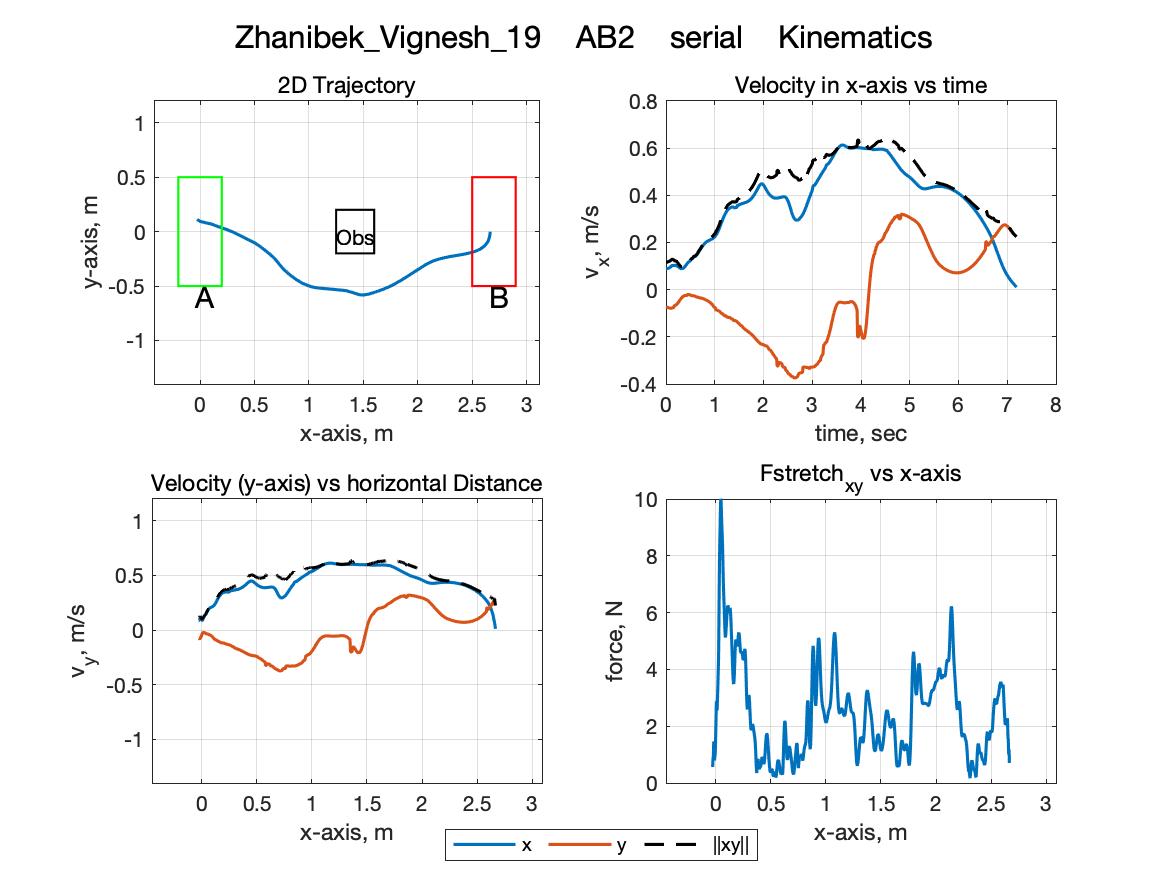 Zhanibek_Vignesh_19 AB2 serial Kinematics
2D Trajectory
1
0.5
0
-0.5
-1
y-axis, m
Obs
A
B
0 0.5 1 1.5 2 2.5 3
x-axis, m
Velocity in x-axis vs time
0.8
0.6
0.4
0.2
0
-0.2
-0.4
vx, m/s
0 1 2 3 4 5 6 7 8
time, sec
Velocity (y-axis) vs horizontal Distance
1
0.5
0
-0.5
-1
vy, m/s
0 0.5 1 1.5 2 2.5 3
x-axis, m
Fstretchxy vs x-axis
10
8
6
4
2
0
force, N
0 0.5 1 1.5 2 2.5 3
x-axis, m
x y ||xy||